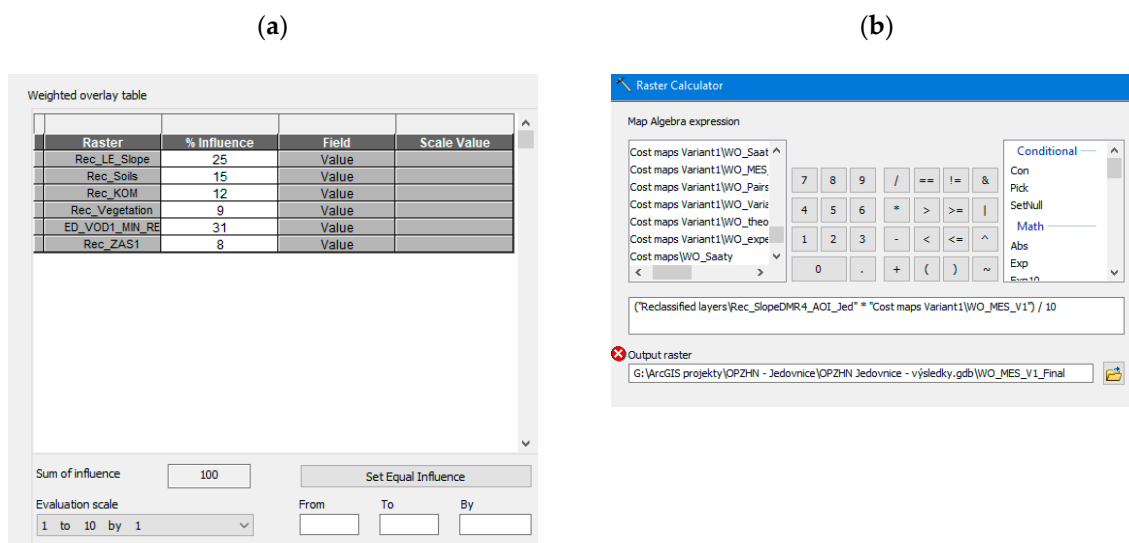 (a)
Weighted overlay table
Raster % Influence Field Scale Value
Rec_LE_Slope 25 Value
Rec_Soils 15 Value
Rec_KOM 12 Value
Rec_Vegetation 9 Value
ED_VOD1_MIN_RE 31 Value
Rec_ZAS1 8 Value
Sum of influence 100 Set Equal Influence
Evaluation scale From To By
1 to 10 by 1
(b)
Raster Calculator
Map Algebra expression
Cost maps Variant1\WO_Saat
Cost maps Variant1\WO_MES_
Cost maps Variant1\WO_Pairs
Cost maps Variant1\WO_Varia
Cost maps Variant1\WO_theo
Cost maps Variant1\WO_expe
Cost maps\WO_Saaty
7 8 9 / == != &
4 5 6 * > >= |
1 2 3 - < <= ^
0 . + ( ) ~
Conditional
Con
Pick
SetNull
Math
Abs
Exp
Exp10
("Reclassified layers\Rec_SlopeDMR4_AOI_Jed" * "Cost maps Variant1\WO_MES_V1") / 10
Output raster
G:\ArcGIS projekty\OPZHN - Jedovnice\OPZHN Jedovnice - výsledky.gdb\WO_MES_V1_Final